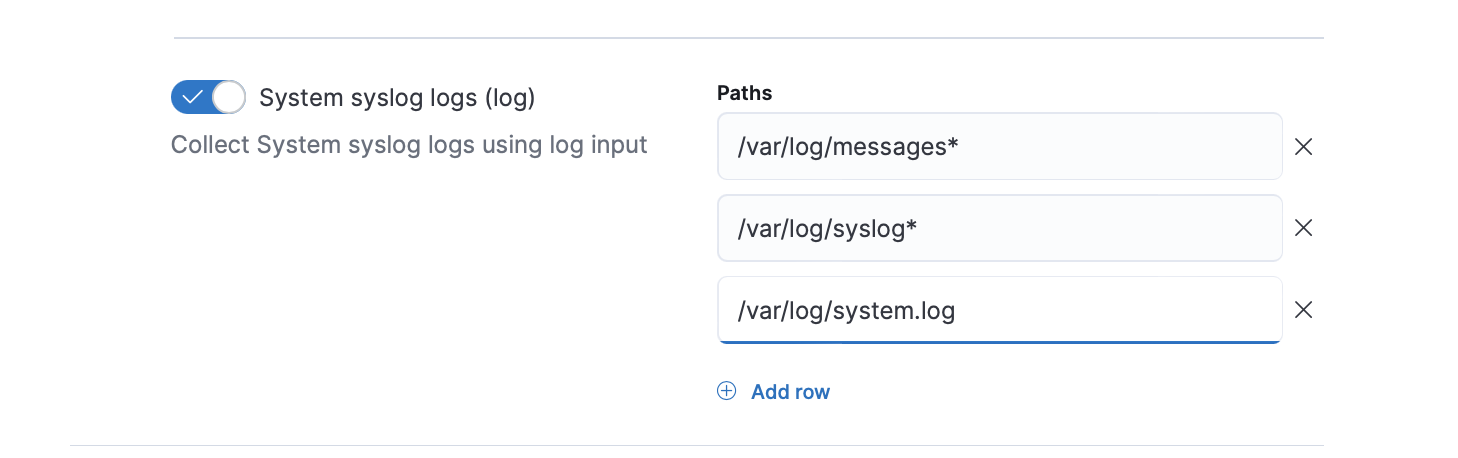 System syslog logs (log)
Collect System syslog logs using log input
Paths
/var/log/messages*
/var/log/syslog*
/var/log/system.log
Add row